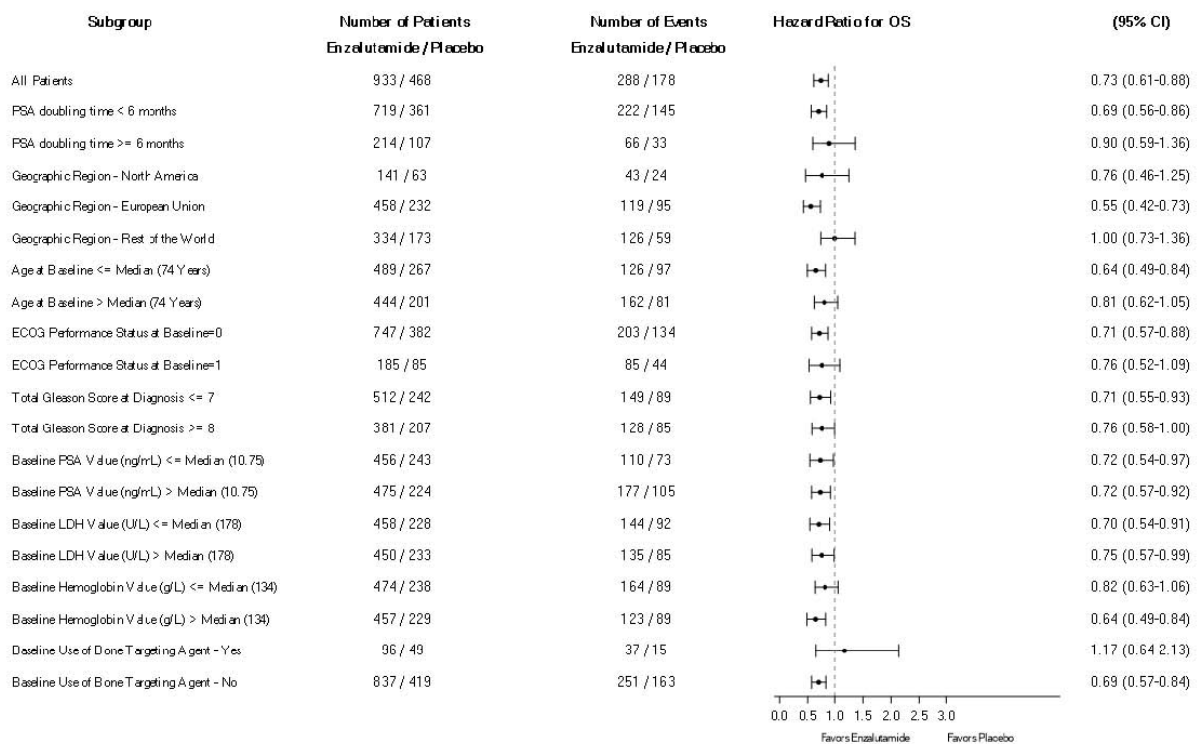 Subgroup Number of Patients Number of Events Hazard Ratio for OS (95% CI)
Enzalutamide / Placebo Enzalutamide / Placebo
All Patients 933 / 468 288 / 178 0.73 (0.61-0.88)
PSA doubling time < 6 months 719 / 361 222 / 145 0.69 (0.56-0.86)
PSA doubling time >= 6 months 214 / 107 66 / 33 0.90 (0.59-1.36)
Geographic Region - North America 141 / 63 43 / 24 0.76 (0.46-1.25)
Geographic Region - European Union 458 / 232 119 / 95 0.55 (0.42-0.73)
Geographic Region - Rest of the World 334 / 173 126 / 59 1.00 (0.73-1.36)
Age at Baseline <= Median (74 Years) 489 / 267 126 / 97 0.64 (0.49-0.84)
Age at Baseline > Median (74 Years) 444 / 201 162 / 81 0.81 (0.62-1.05)
ECOG Performance Status at Baseline=0 747 / 382 203 / 134 0.71 (0.57-0.88)
ECOG Performance Status at Baseline=1 185 / 85 85 / 44 0.76 (0.52-1.09)
Total Gleason Score at Diagnosis <= 7 512 / 242 149 / 89 0.71 (0.55-0.93)
Total Gleason Score at Diagnosis >= 8 381 / 207 128 / 85 0.76 (0.58-1.00)
Baseline PSA Value (ng/mL) <= Median (10.75) 456 / 243 110 / 73 0.72 (0.54-0.97)
Baseline PSA Value (ng/mL) > Median (10.75) 475 / 224 177 / 105 0.72 (0.57-0.92)
Baseline LDH Value (U/L) <= Median (178) 458 / 228 144 / 92 0.70 (0.54-0.91)
Baseline LDH Value (U/L) > Median (178) 450 / 233 135 / 85 0.75 (0.57-0.99)
Baseline Hemoglobin Value (g/L) <= Median (134) 474 / 238 164 / 89 0.82 (0.63-1.06)
Baseline Hemoglobin Value (g/L) > Median (134) 457 / 229 123 / 89 0.64 (0.49-0.84)
Baseline Use of Bone Targeting Agent - Yes 96 / 49 37 / 15 1.17 (0.64-2.13)
Baseline Use of Bone Targeting Agent - No 837 / 419 251 / 163 0.69 (0.57-0.84)
0.0 0.5 1.0 1.5 2.0 2.5 3.0
Favors Enzalutamide Favors Placebo